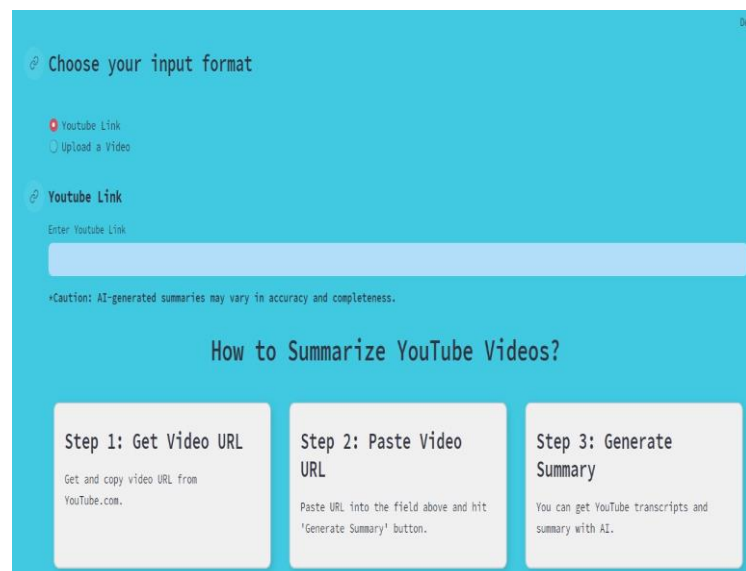 Choose your input format
Youtube Link
Upload a Video
Youtube Link
Enter Youtube Link
+Caution: AI-generated summaries may vary in accuracy and completeness.
How to Summarize YouTube Videos?
Step 1: Get Video URL
Get and copy video URL from
YouTube.com.
Step 2: Paste Video
URL
Paste URL into the field above and hit
'Generate Summary' button.
Step 3: Generate
Summary
You can get YouTube transcripts and
summary with AI.